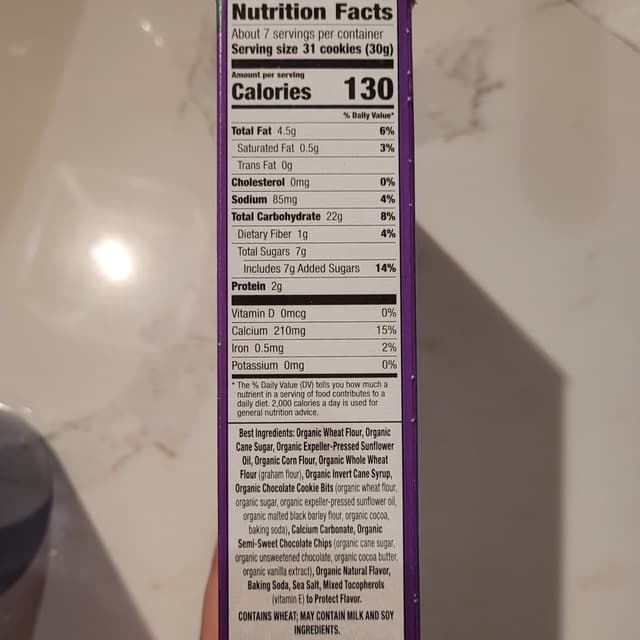 Nutrition Facts
About 7 servings per container
Serving size 31 cookies (30g)
Amount per serving
Calories 130
% Daily Value*
Total Fat 4.5g 6%
Saturated Fat 0.5g 3%
Trans Fat 0g
Cholesterol 0mg 0%
Sodium 85mg 4%
Total Carbohydrate 22g 8%
Dietary Fiber 1g 4%
Total Sugars 7g
Includes 7g Added Sugars 14%
Protein 2g
Vitamin D 0mcg 0%
Calcium 210mg 15%
Iron 0.5mg 2%
Potassium 0mg 0%
* The % Daily Value (DV) tells you how much a
nutrient in a serving of food contributes to a
daily diet. 2,000 calories a day is used for
general nutrition advice.
Best Ingredients: Organic Wheat Flour, Organic
Cane Sugar, Organic Expeller-Pressed Sunflower
Oil, Organic Corn Flour, Organic Whole Wheat
Flour (graham flour), Organic Invert Cane Syrup,
Organic Chocolate Cookie Bits (organic wheat flour,
organic sugar, organic expeller-pressed sunflower oil,
organic malted black barley flour, organic cocoa,
baking soda), Calcium Carbonate, Organic
Semi-Sweet Chocolate Chips (organic cane sugar,
organic unsweetened chocolate, organic cocoa butter,
organic vanilla extract), Organic Natural Flavor,
Baking Soda, Sea Salt, Mixed Tocopherols
(vitamin E) to Protect Flavor.
CONTAINS WHEAT; MAY CONTAIN MILK AND SOY
INGREDIENTS.